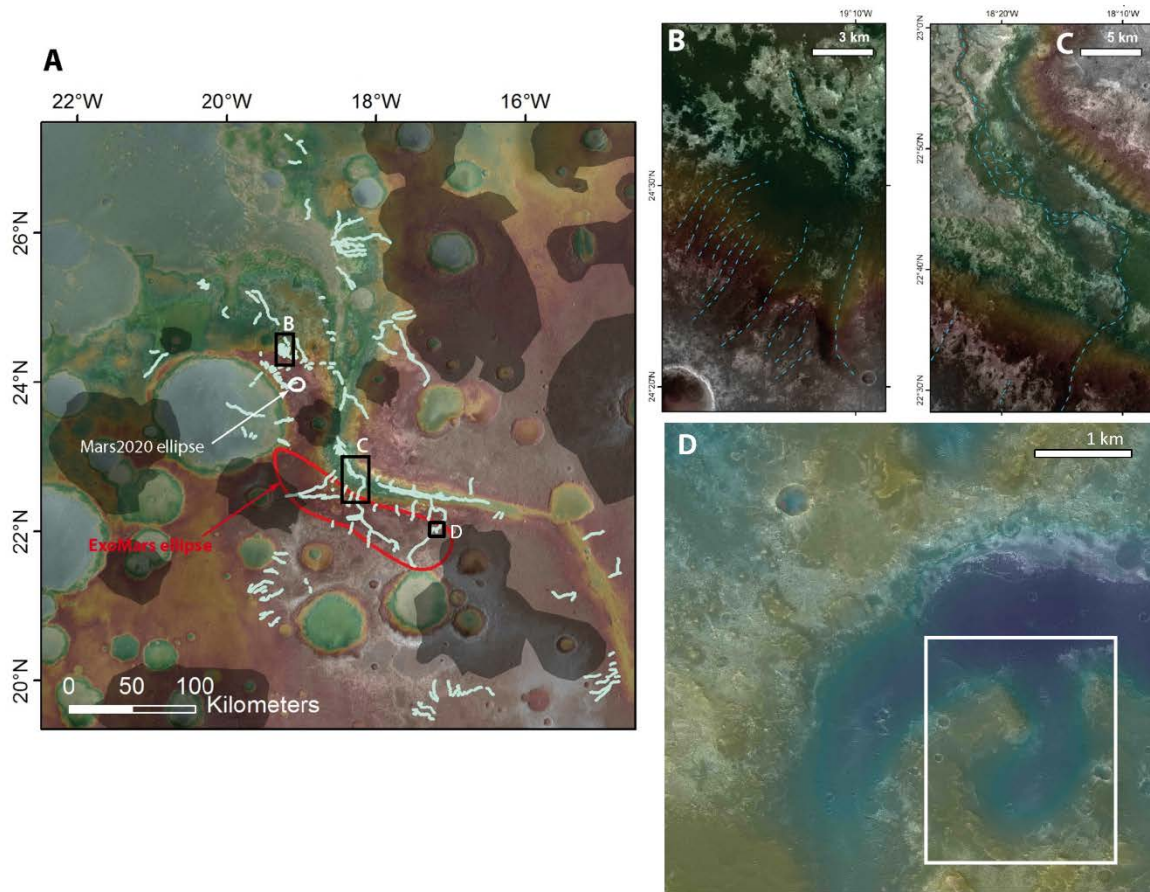 A
22°W
20°W
18°W
16°W
26°N
24°N
22°N
20°N
B
Mars2020 ellipse
C
ExoMars ellipse
D
0 50 100
Kilometers
B
19°10'W
3 km
24°30'N
24°20'N
C
18°20'W
18°10'W
5 km
23°0'N
22°50'N
22°40'N
22°30'N
D
1 km